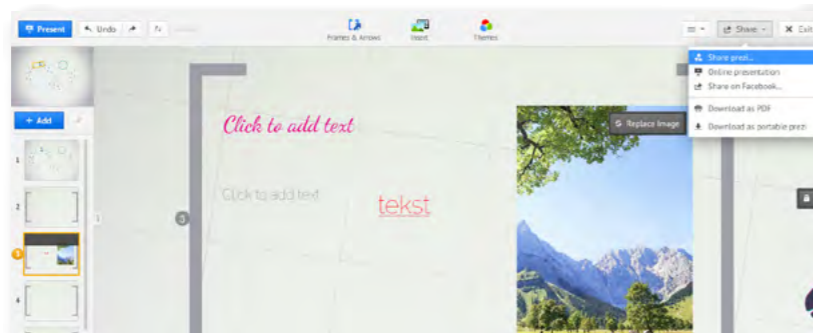 Present
Undo
Frames & Arrows
Insert
Themes
Share
Exit
Share prezi...
Online presentation
Share on Facebook...
Download as PDF
Download as portable prezi
+ Add
Replace Image
Click to add text
Click to add text
tekst
1
2
3
4
1
3